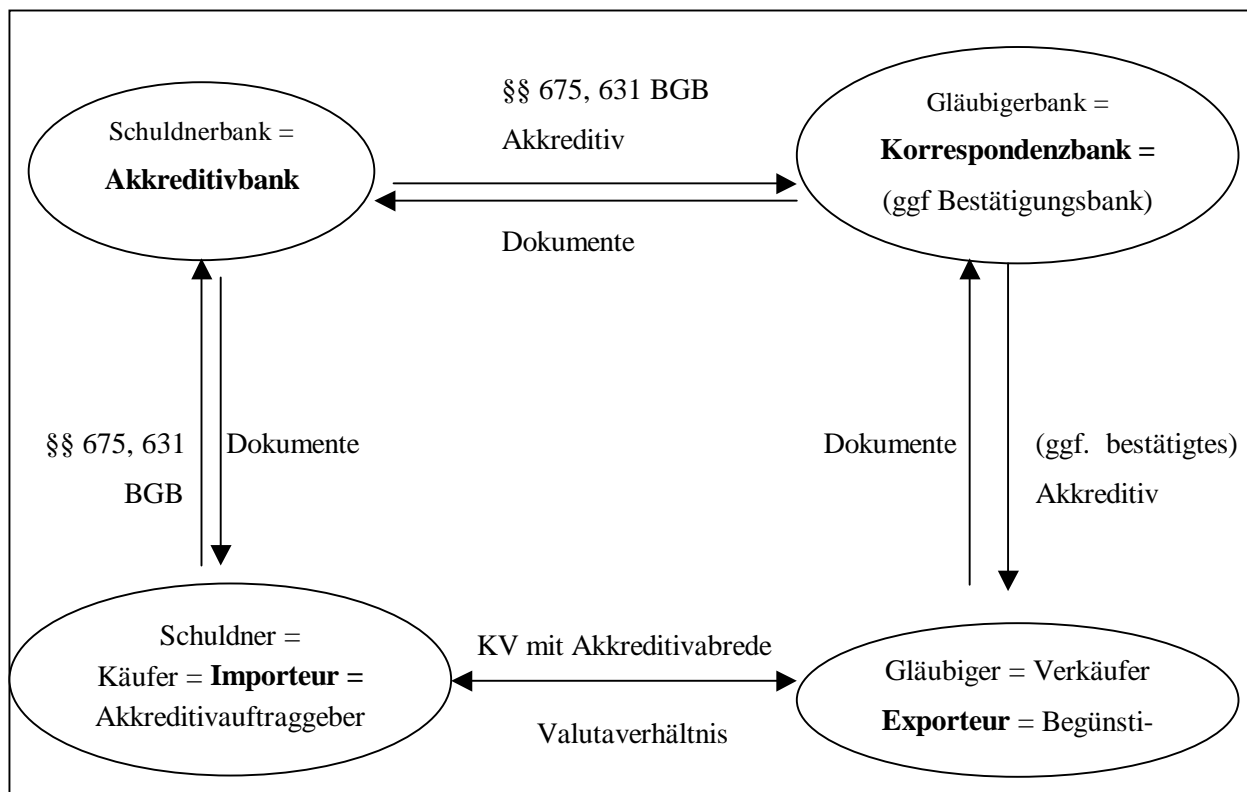 Schuldnerbank =
Akkreditivbank
§§ 675, 631 BGB
Akkreditiv
Dokumente
Gläubigerbank =
Korrespondenzbank =
(ggf Bestätigungsbank)
§§ 675, 631
BGB
Dokumente
Dokumente
(ggf. bestätigtes)
Akkreditiv
Schuldner =
Käufer = Importeur =
Akkreditivauftraggeber
KV mit Akkreditivabrede
Valutaverhältnis
Gläubiger = Verkäufer
Exporteur = Begünsti-